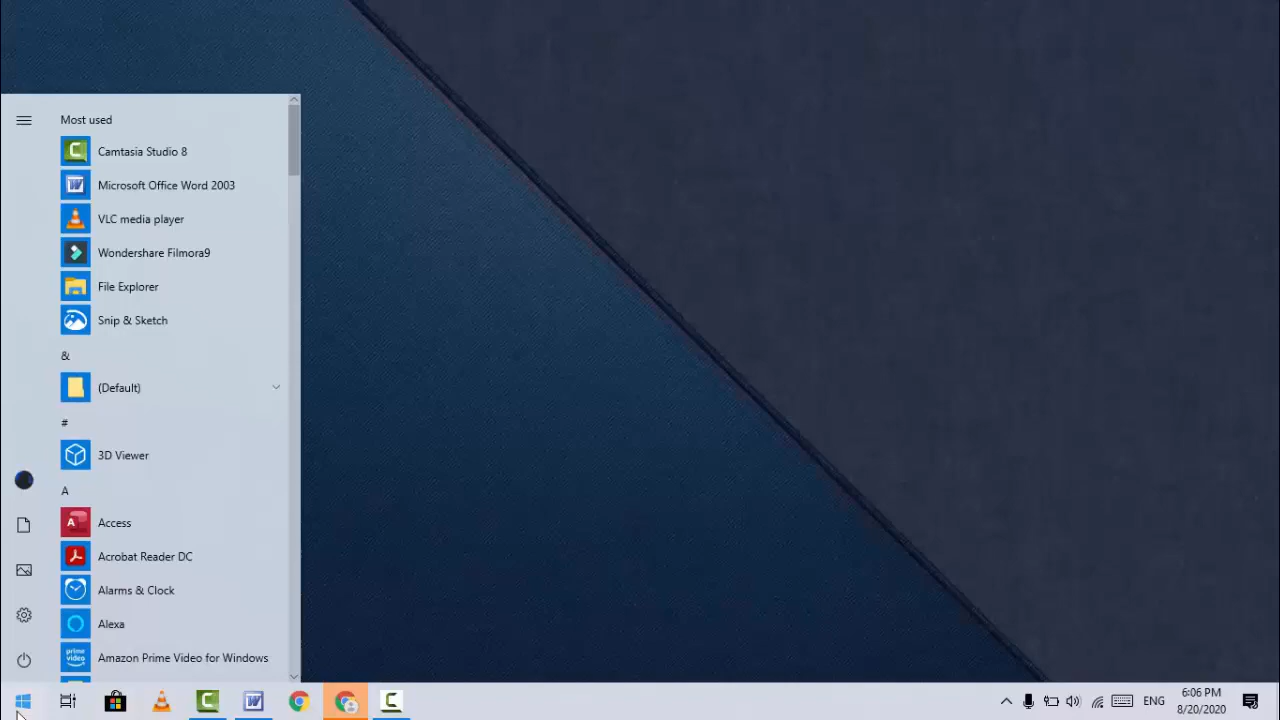 Most used
Camtasia Studio 8
Microsoft Office Word 2003
VLC media player
Wondershare Filmora9
File Explorer
Snip & Sketch
&
(Default)
#
3D Viewer
A
Access
Acrobat Reader DC
Alarms & Clock
Alexa
prime video
Amazon Prime Video for Windows
ENG
6:06 PM
8/20/2020